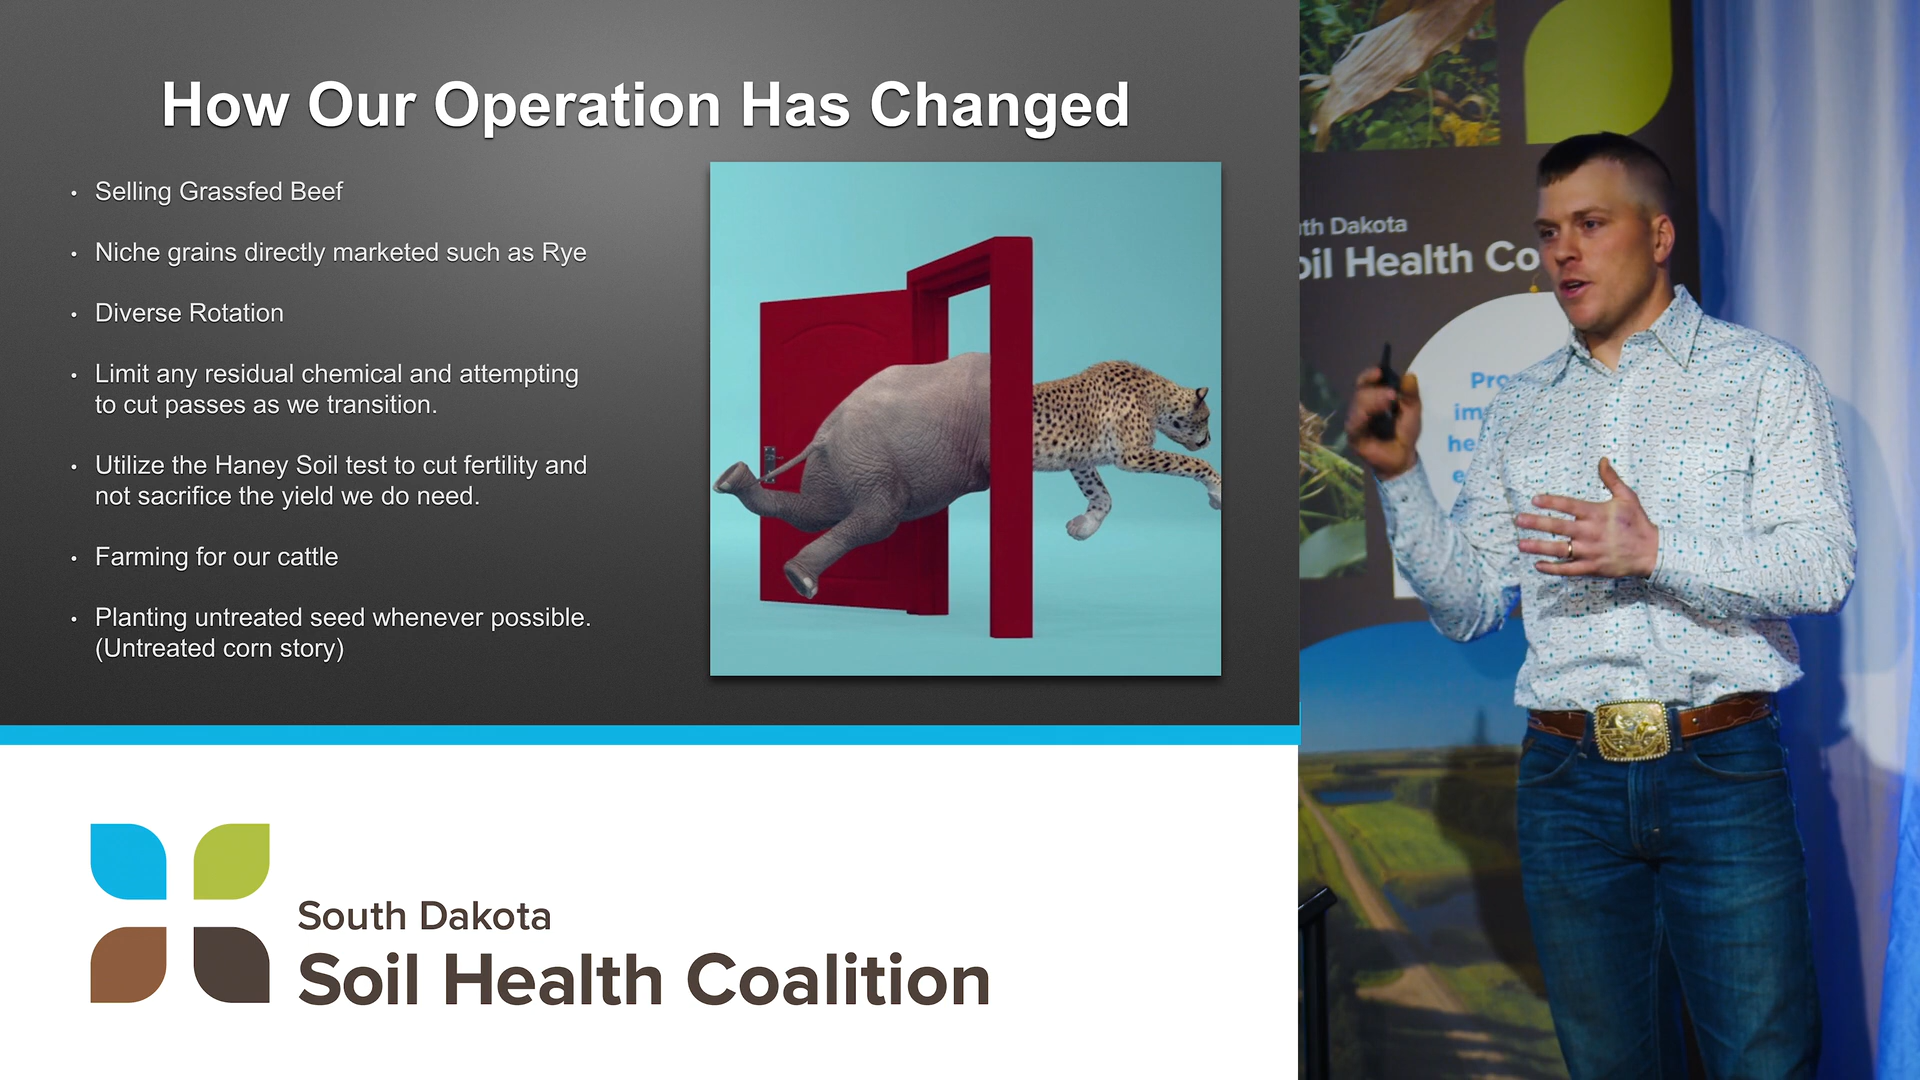 How Our Operation Has Changed
• Selling Grassfed Beef
• Niche grains directly marketed such as Rye
• Diverse Rotation
• Limit any residual chemical and attempting
to cut passes as we transition.
• Utilize the Haney Soil test to cut fertility and
not sacrifice the yield we do need.
• Farming for our cattle
• Planting untreated seed whenever possible.
(Untreated corn story)
South Dakota
Soil Health Coalition
Dakota
Health